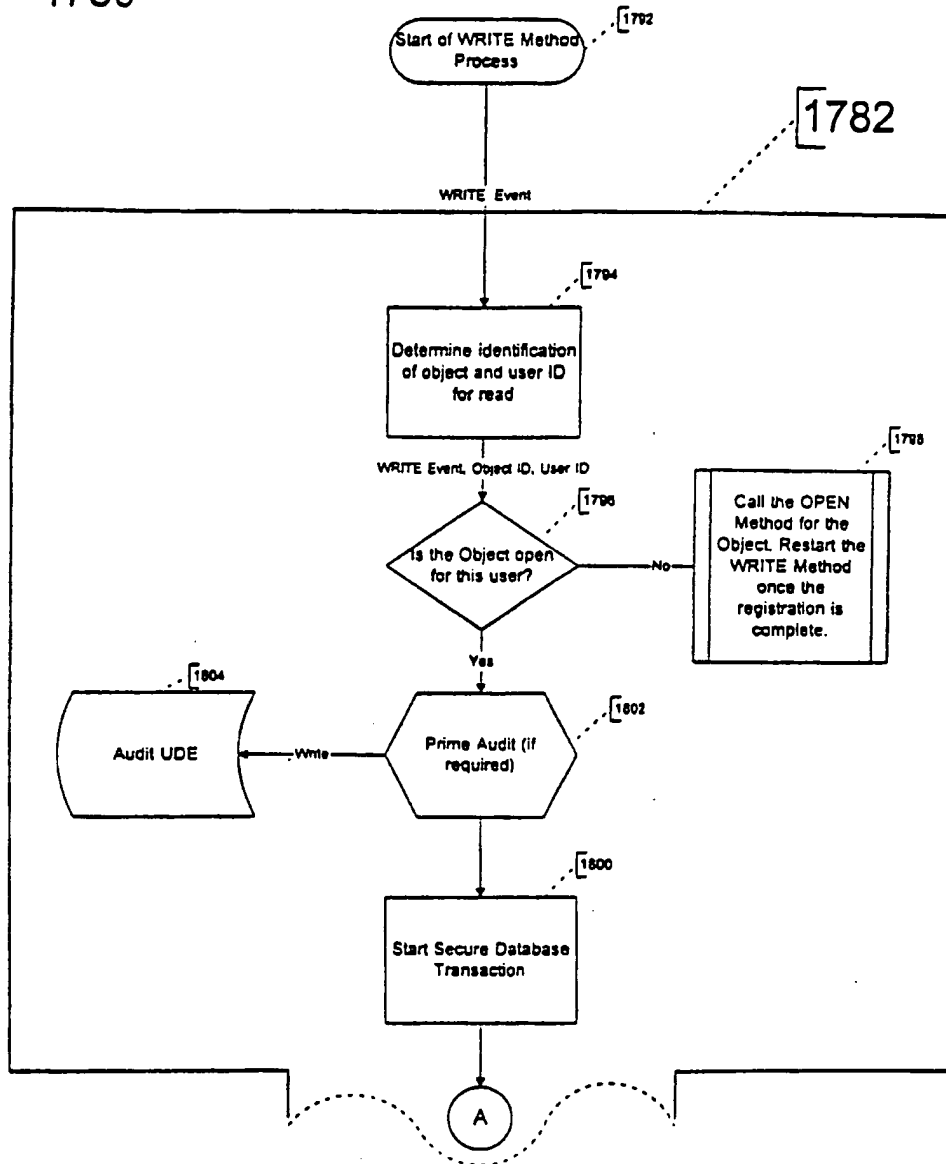 1792
Start of WRITE Method
Process
1782
WRITE Event
1794
Determine identification
of object and user ID
for read
WRITE Event, Object ID, User ID
1796
Is the Object open
for this user?
No
1798
Call the OPEN
Method for the
Object. Restart the
WRITE Method
once the
registration is
complete.
Yes
1804
Audit UDE
Write
1802
Prime Audit (if
required)
1800
Start Secure Database
Transaction
A